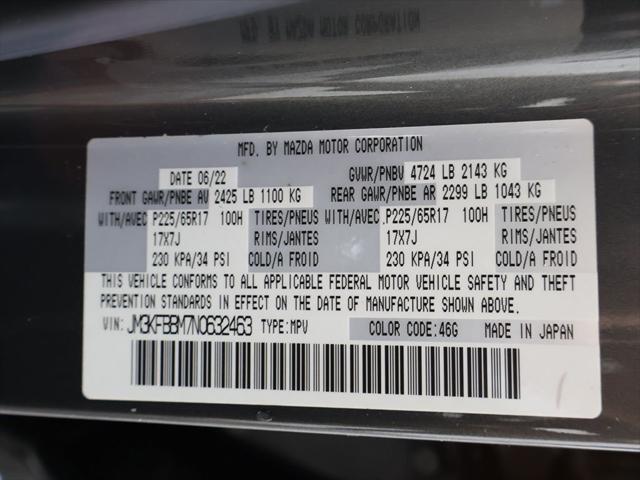 MFD. BY MAZDA MOTOR CORPORATION
DATE 06/22 GVWR/PNBV 4724 LB 2143 KG
FRONT GAWR/PNBE AV 2425 LB 1100 KG REAR GAWR/PNBE AR 2299 LB 1043 KG
WITH/AVEC P225/65R17 100H TIRES/PNEUS WITH/AVEC P225/65R17 100H TIRES/PNEUS
17X7J RIMS/JANTES 17X7J RIMS/JANTES
230 KPA/34 PSI COLD/A FROID 230 KPA/34 PSI COLD/A FROID
THIS VEHICLE CONFORMS TO ALL APPLICABLE FEDERAL MOTOR VEHICLE SAFETY AND THEFT
PREVENTION STANDARDS IN EFFECT ON THE DATE OF MANUFACTURE SHOWN ABOVE.
VIN: JM3KFBBM7N0632463 TYPE:MPV COLOR CODE:46G MADE IN JAPAN